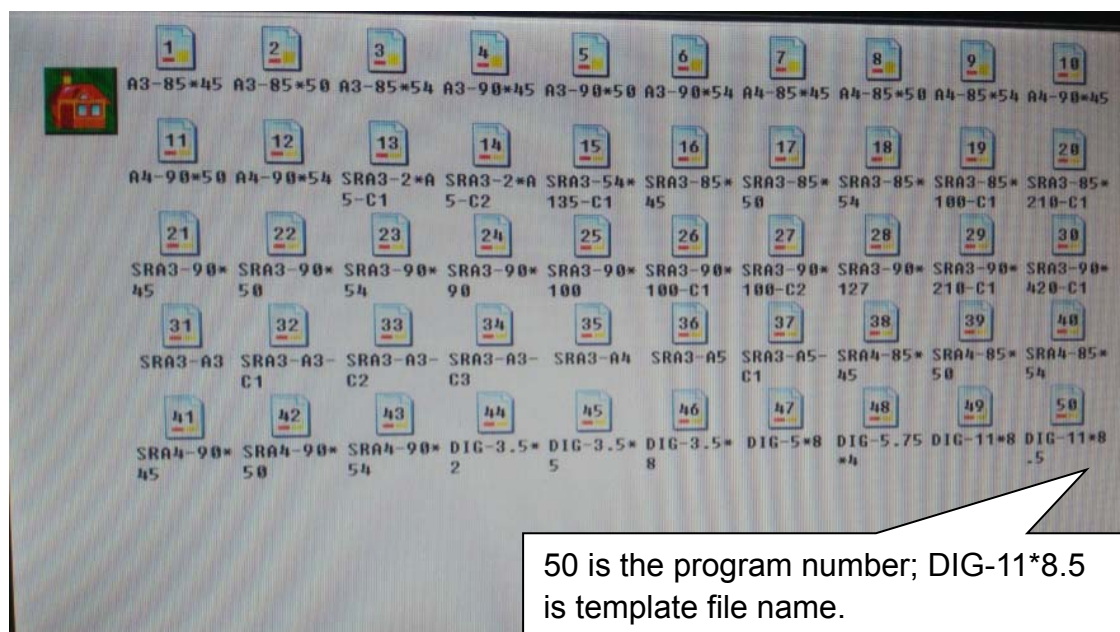 1 2 3 4 5 6 7 8 9 10
A3-85*45 A3-85*50 A3-85*54 A3-90*45 A3-90*50 A3-90*54 A4-85*45 A4-85*50 A4-85*54 A4-90*45
11 12 13 14 15 16 17 18 19 20
A4-90*50 A4-90*54 SRA3-2*A SRA3-2*A SRA3-54* SRA3-85* SRA3-85* SRA3-85* SRA3-85* SRA3-85*
5-C1 5-C2 135-C1 45 50 54 100-C1 210-C1
21 22 23 24 25 26 27 28 29 30
SRA3-90* SRA3-90* SRA3-90* SRA3-90* SRA3-90* SRA3-90* SRA3-90* SRA3-90* SRA3-90* SRA3-90*
45 50 54 90 100 100-C1 100-C2 127 210-C1 420-C1
31 32 33 34 35 36 37 38 39 40
SRA3-A3 SRA3-A3- SRA3-A3- SRA3-A3- SRA3-A4 SRA3-A5 SRA3-A5- SRA4-85* SRA4-85* SRA4-85*
C1 C2 C3 C1 45 50 54
41 42 43 44 45 46 47 48 49 50
SRA4-90* SRA4-90* SRA4-90* DIG-3.5* DIG-3.5* DIG-3.5* DIG-5*8 DIG-5.75 DIG-11*8 DIG-11*8
45 50 54 2 5 8 *4 .5
50 is the program number; DIG-11*8.5
is template file name.